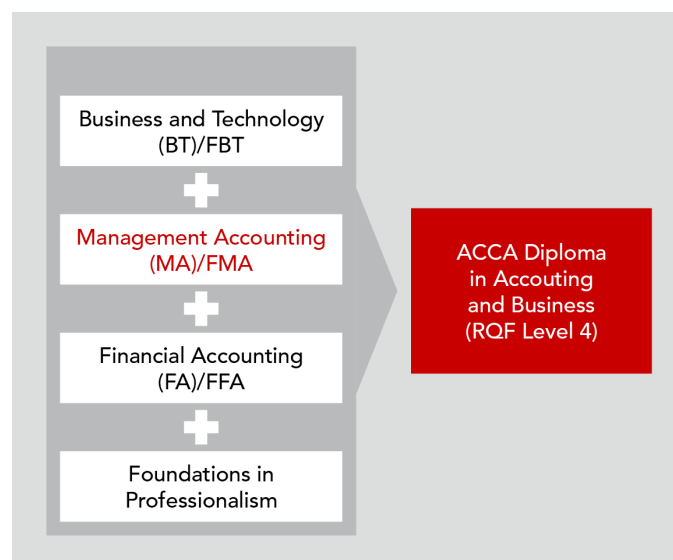 Business and Technology
(BT)/FBT
Management Accounting
(MA)/FMA
Financial Accounting
(FA)/FFA
Foundations in
Professionalism
ACCA Diploma
in Accouting
and Business
(RQF Level 4)